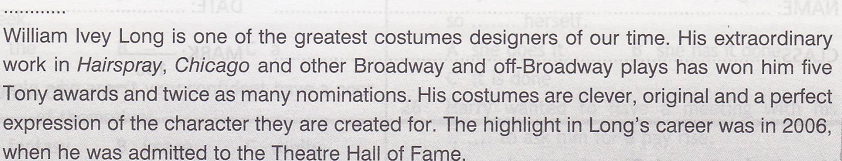 ............
William Ivey Long is one of the greatest costumes designers of our time. His extraordinary
work in Hairspray, Chicago and other Broadway and off-Broadway plays has won him five
Tony awards and twice as many nominations. His costumes are clever, original and a perfect
expression of the character they are created for. The highlight in Long's career was in 2006,
when he was admitted to the Theatre Hall of Fame.